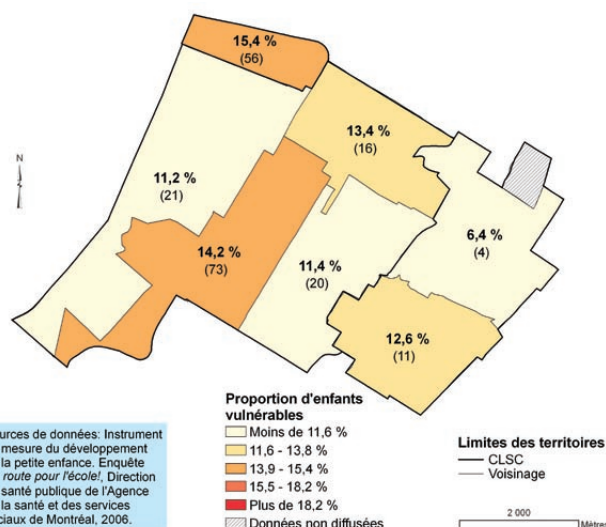 15,4 %
(56)
13,4 %
(16)
N
11,2 %
(21)
6,4 %
(4)
14,2 %
(73)
11,4 %
(20)
12,6 %
(11)
urces de données: Instrument
mesure du développement
la petite enfance. Enquête
route pour l'école!, Direction
santé publique de l'Agence
la santé et des services
ciaux de Montréal, 2006.
Proportion d'enfants
vulnérables
Moins de 11,6 %
11,6 - 13,8 %
13,9 - 15,4 %
15,5 - 18,2 %
Plus de 18,2 %
Données non diffusées
Limites des territoires
CLSC
Voisinage
2 000
Mètres